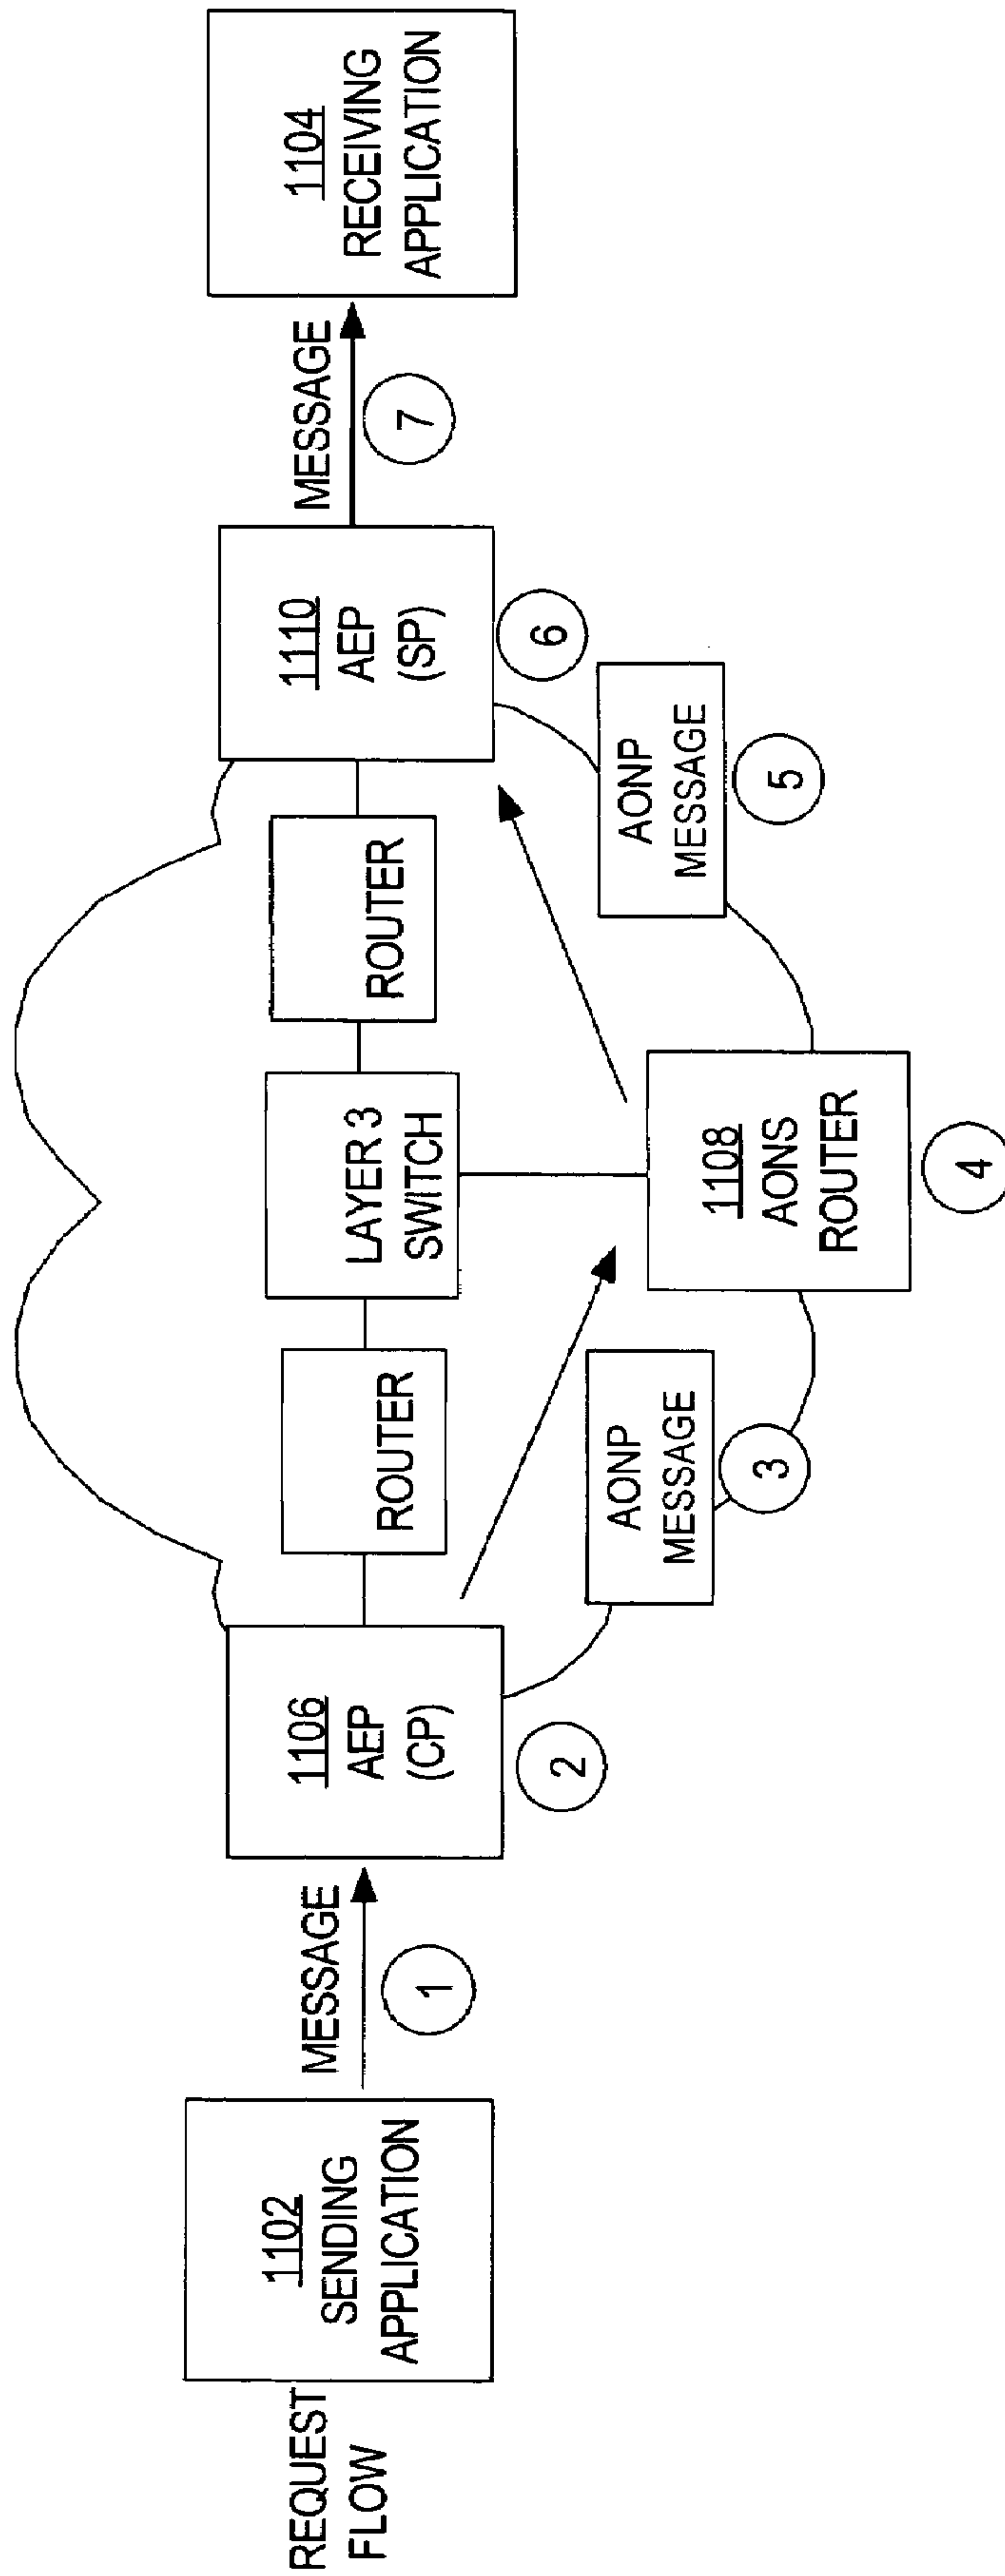 REQUEST
FLOW
1102
SENDING
APPLICATION
MESSAGE
1
1106
AEP
(CP)
2
ROUTER
AONP
MESSAGE
3
LAYER 3
SWITCH
1108
AONS
ROUTER
4
ROUTER
AONP
MESSAGE
5
1110
AEP
(SP)
6
MESSAGE
7
1104
RECEIVING
APPLICATION